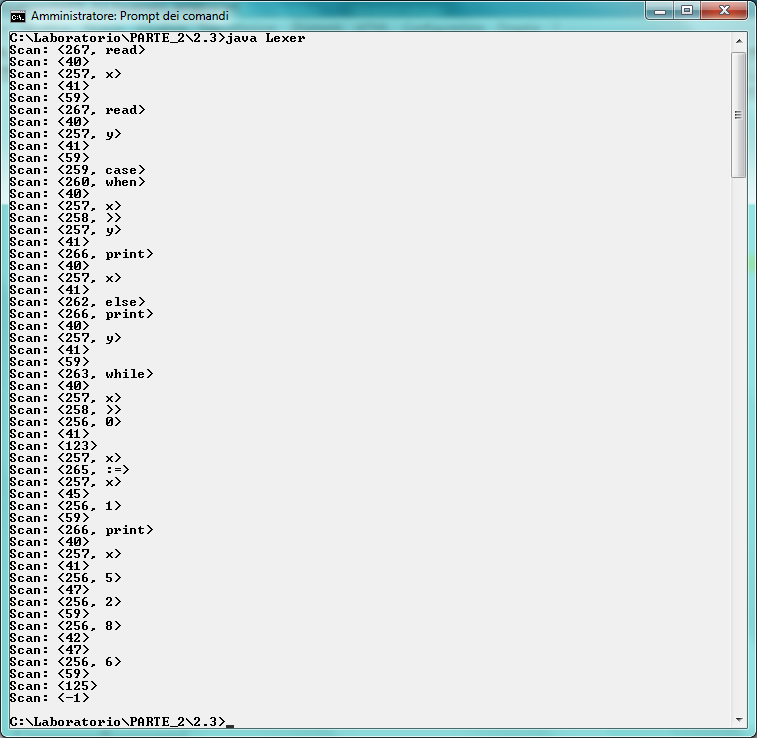 Amministratore: Prompt dei comandi
C:\Laboratorio\PARTE_2\2.3>java Lexer
Scan: <267, read>
Scan: <40>
Scan: <257, x>
Scan: <41>
Scan: <59>
Scan: <267, read>
Scan: <40>
Scan: <257, y>
Scan: <41>
Scan: <59>
Scan: <259, case>
Scan: <260, when>
Scan: <40>
Scan: <257, x>
Scan: <258, >>
Scan: <257, y>
Scan: <41>
Scan: <266, print>
Scan: <40>
Scan: <257, x>
Scan: <41>
Scan: <262, else>
Scan: <266, print>
Scan: <40>
Scan: <257, y>
Scan: <41>
Scan: <59>
Scan: <263, while>
Scan: <40>
Scan: <257, x>
Scan: <258, >>
Scan: <256, 0>
Scan: <41>
Scan: <123>
Scan: <257, x>
Scan: <265, :=>
Scan: <257, x>
Scan: <45>
Scan: <256, 1>
Scan: <59>
Scan: <266, print>
Scan: <40>
Scan: <257, x>
Scan: <41>
Scan: <256, 5>
Scan: <47>
Scan: <256, 2>
Scan: <59>
Scan: <256, 8>
Scan: <42>
Scan: <47>
Scan: <256, 6>
Scan: <59>
Scan: <125>
Scan: <-1>
C:\Laboratorio\PARTE_2\2.3>_